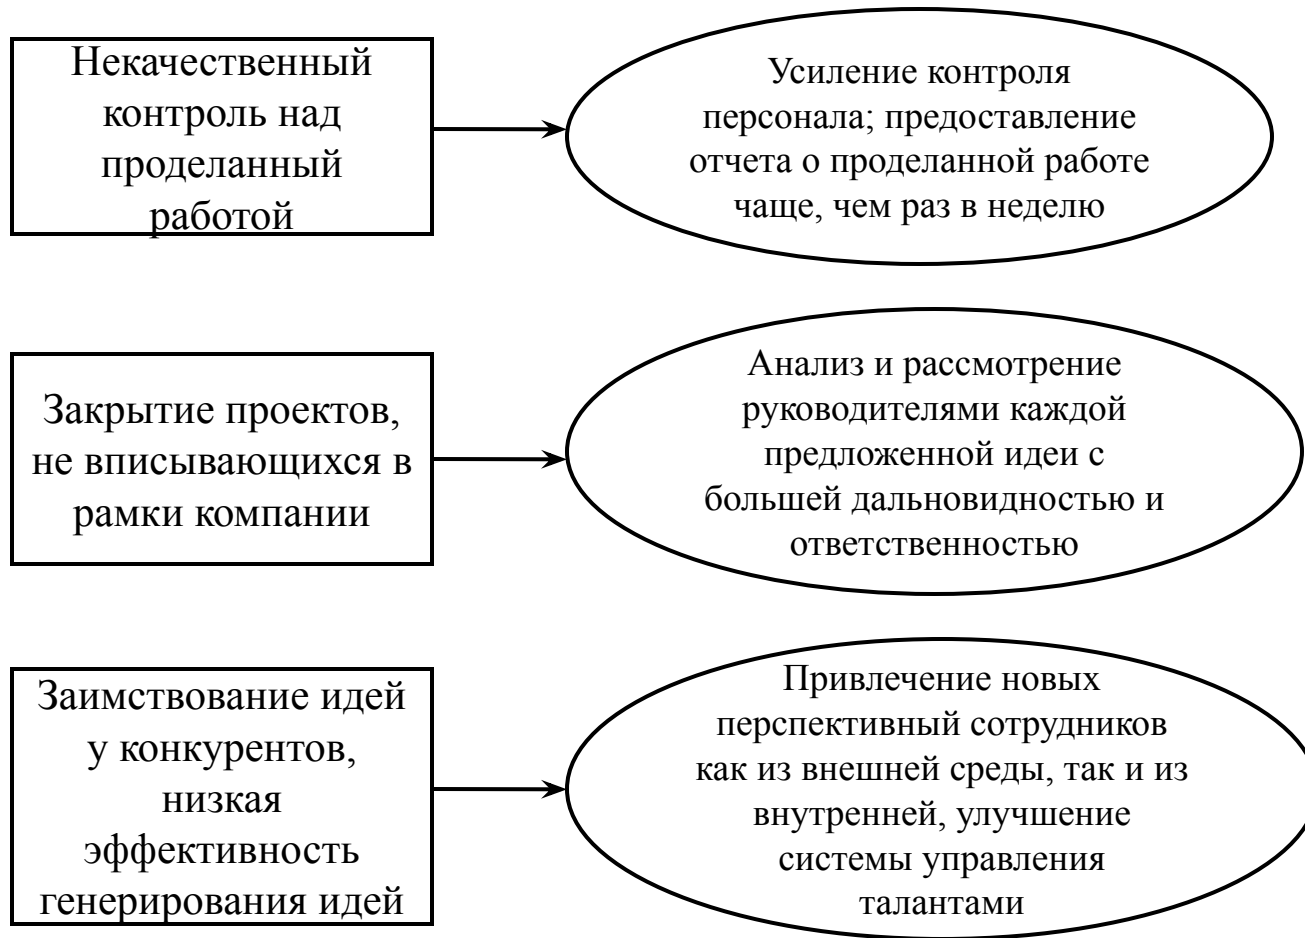 Некачественный
контроль над
проделанный
работой
Усиление контроля
персонала; предоставление
отчета о проделанной работе
чаще, чем раз в неделю
Закрытие проектов,
не вписывающихся в
рамки компании
Анализ и рассмотрение
руководителями каждой
предложенной идеи с
большей дальновидностью и
ответственностью
Заимствование идей
у конкурентов,
низкая
эффективность
генерирования идей
Привлечение новых
перспективный сотрудников
как из внешней среды, так и из
внутренней, улучшение
системы управления
талантами